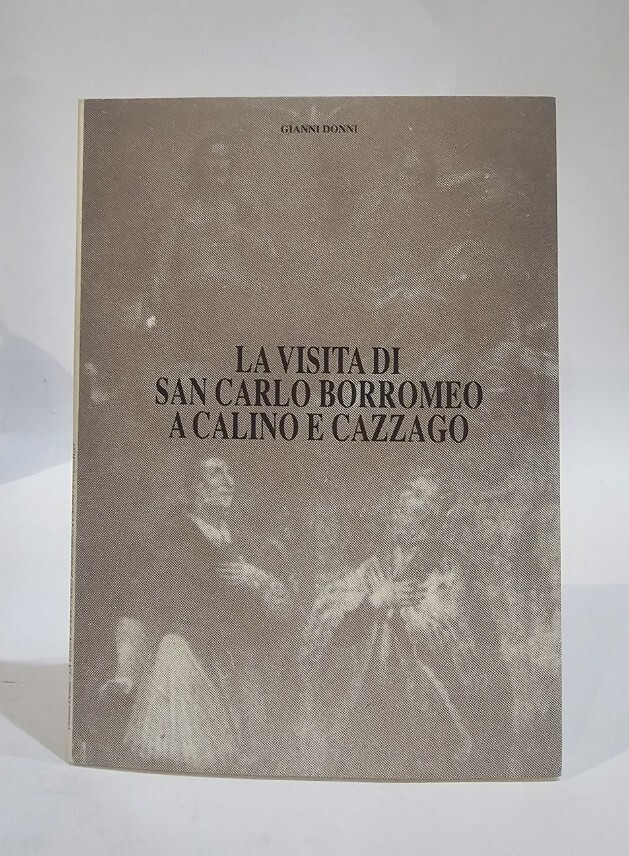 GIANNI DONNI
LA VISITA DI
SAN CARLO BORROMEO
A CALINO E CAZZAGO